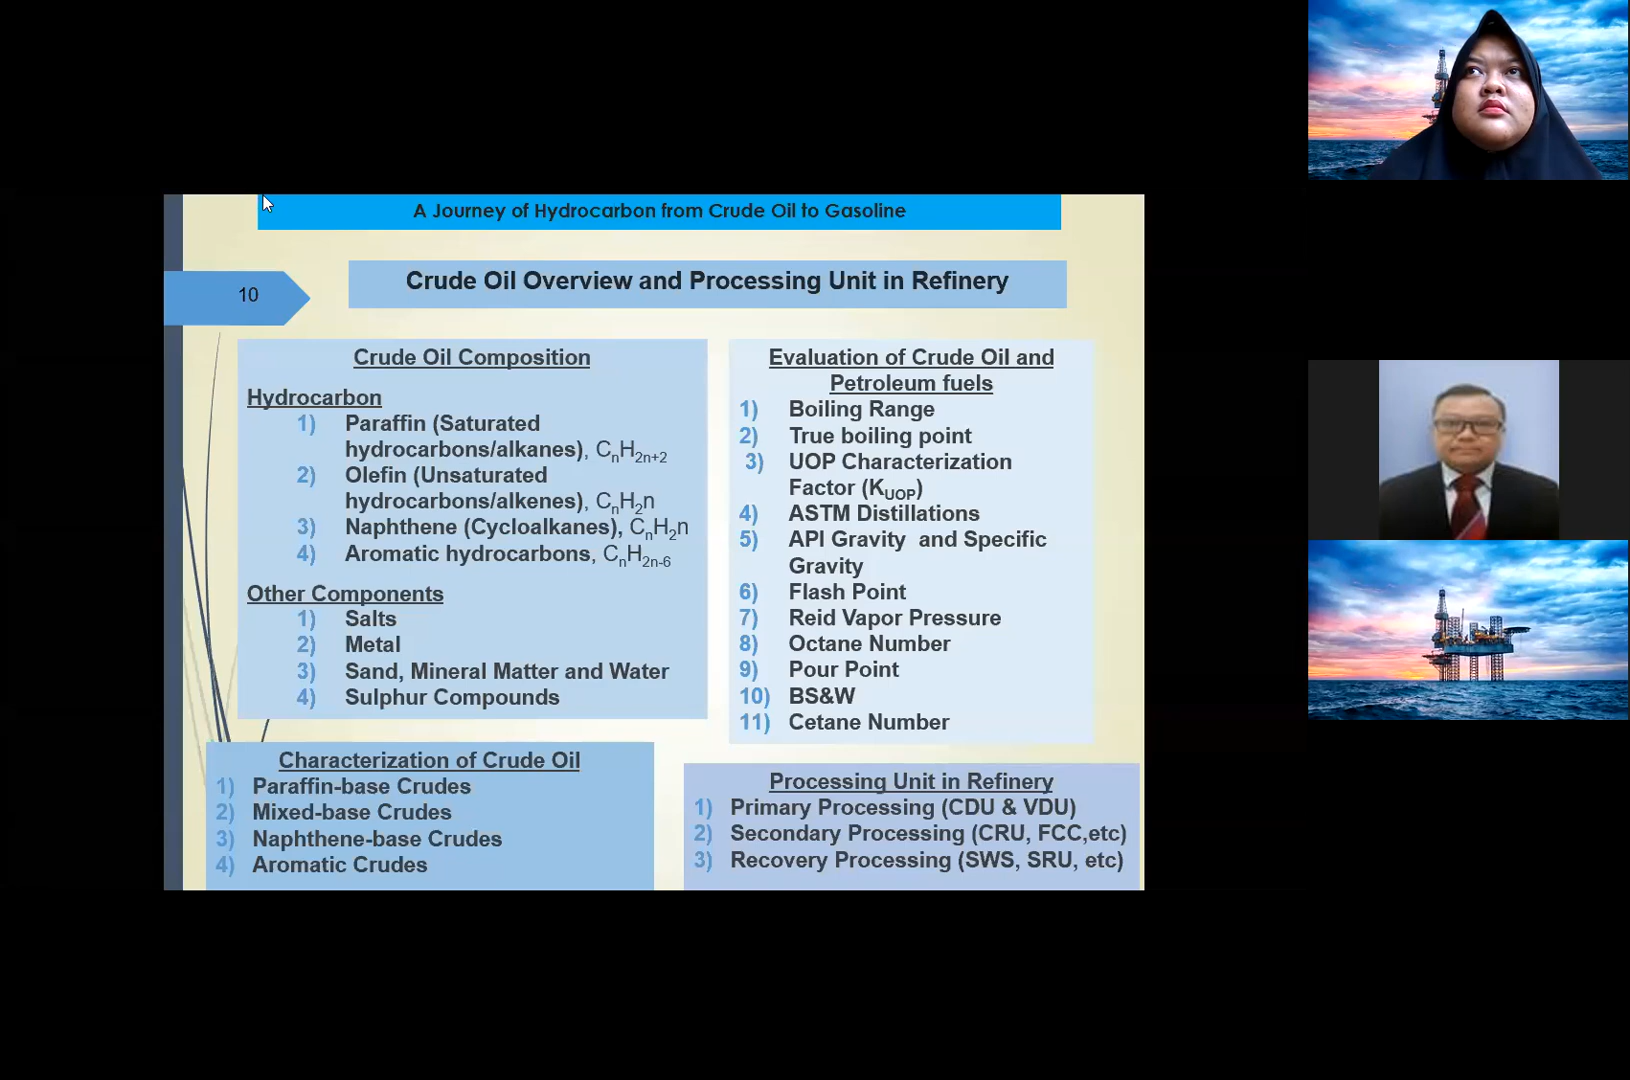 A Journey of Hydrocarbon from Crude Oil to Gasoline
Crude Oil Overview and Processing Unit in Refinery
10
Crude Oil Composition
Hydrocarbon
1) Paraffin (Saturated
hydrocarbons/alkanes), CₙH₂ₙ₊₂
2) Olefin (Unsaturated
hydrocarbons/alkenes), CₙH₂n
3) Naphthene (Cycloalkanes), CₙH₂n
4) Aromatic hydrocarbons, CₙH₂ₙ₋₆
Other Components
1) Salts
2) Metal
3) Sand, Mineral Matter and Water
4) Sulphur Compounds
Evaluation of Crude Oil and
Petroleum fuels
1) Boiling Range
2) True boiling point
3) UOP Characterization
Factor (K_UOP)
4) ASTM Distillations
5) API Gravity and Specific
Gravity
6) Flash Point
7) Reid Vapor Pressure
8) Octane Number
9) Pour Point
10) BS&W
11) Cetane Number
Characterization of Crude Oil
1) Paraffin-base Crudes
2) Mixed-base Crudes
3) Naphthene-base Crudes
4) Aromatic Crudes
Processing Unit in Refinery
1) Primary Processing (CDU & VDU)
2) Secondary Processing (CRU, FCC,etc)
3) Recovery Processing (SWS, SRU, etc)